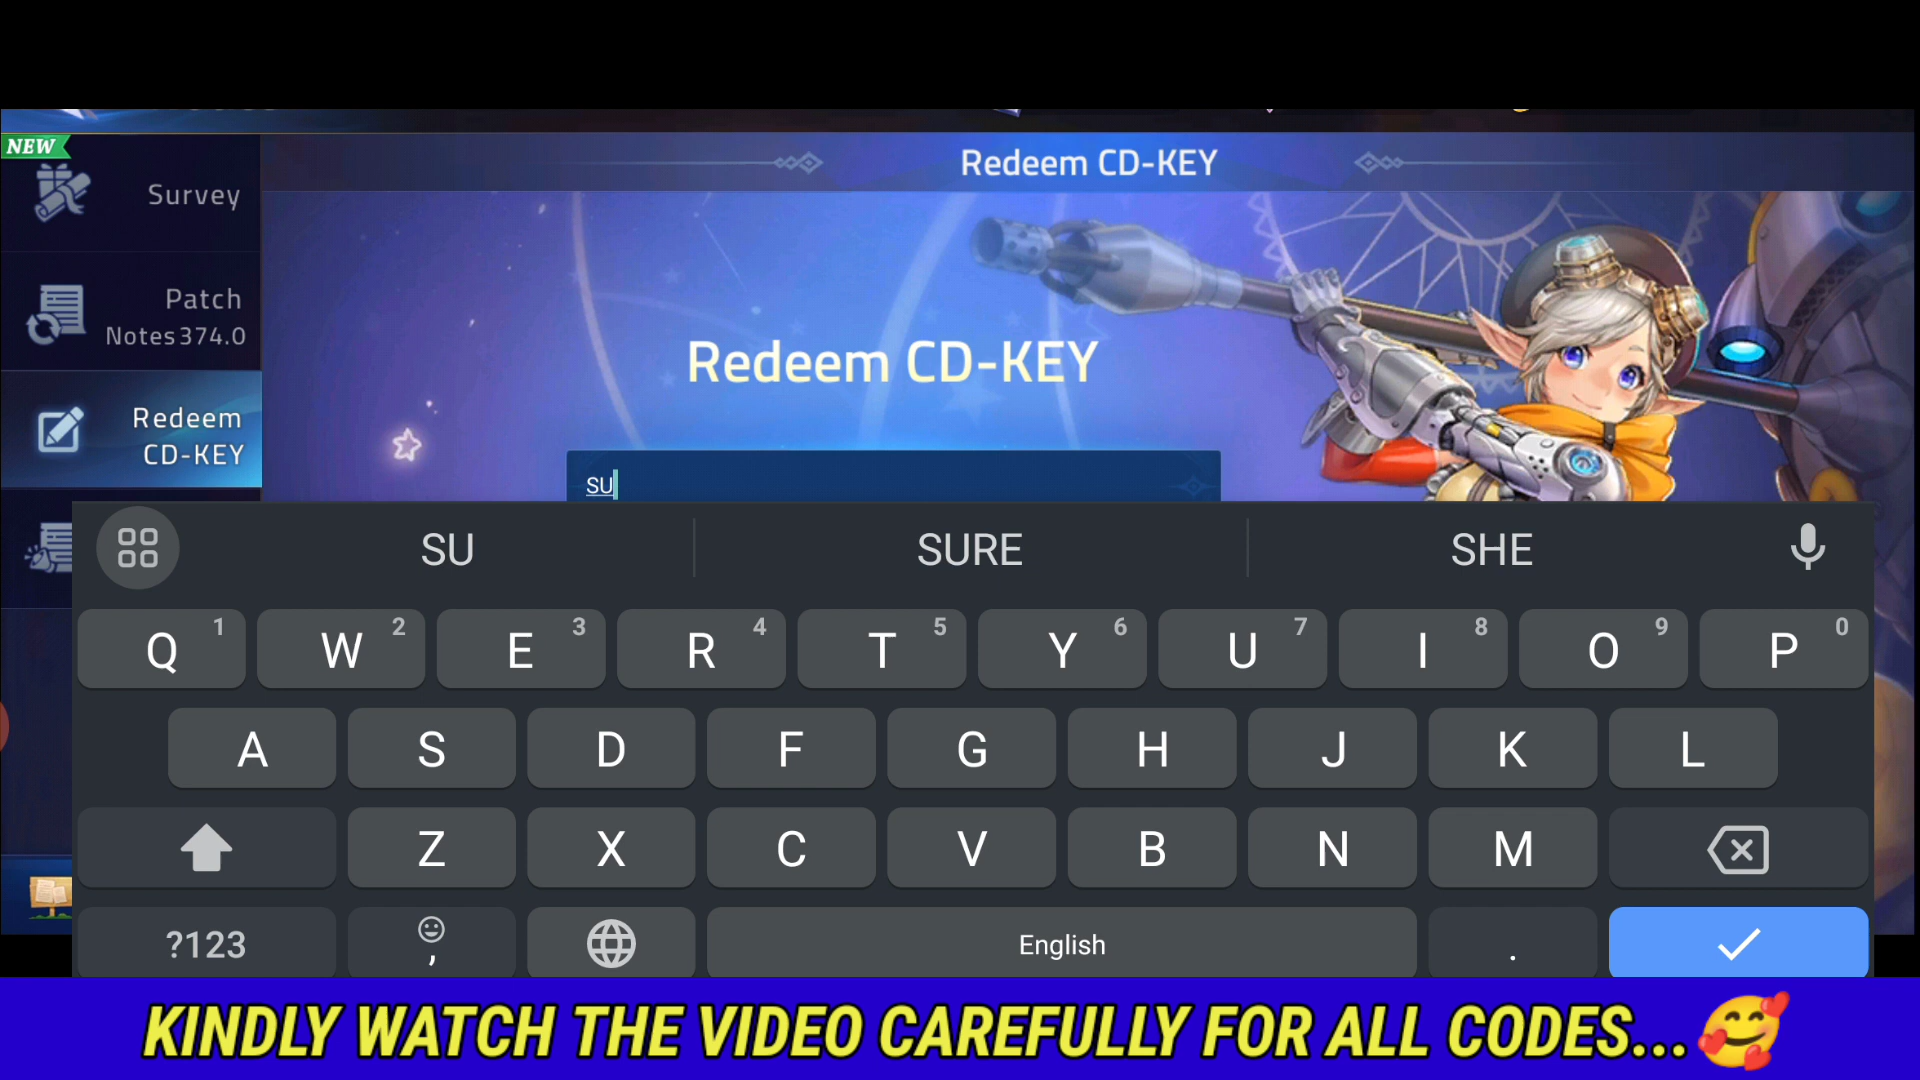 NEW
Survey
Patch
Notes374.0
Redeem
CD-KEY
Redeem CD-KEY
Redeem CD-KEY
SU
SU SURE SHE
Q 1 W 2 E 3 R 4 T 5 Y 6 U 7 I 8 O 9 P 0
A S D F G H J K L
Z X C V B N M
?123 , English .
KINDLY WATCH THE VIDEO CAREFULLY FOR ALL CODES...🥰